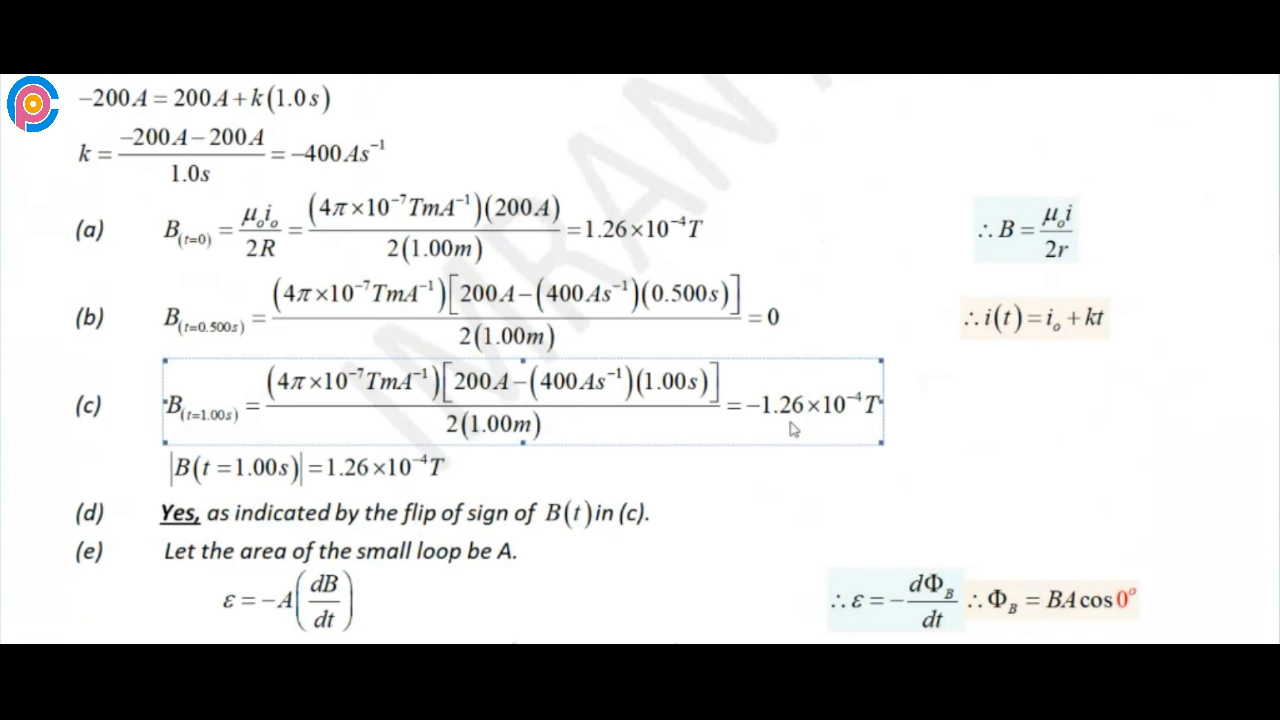 −200A = 200A + k(1.0s)
k = (−200A − 200A)/(1.0s) = −400As⁻¹
(a) B₍t=0₎ = μₒiₒ/2R = (4π×10⁻⁷TmA⁻¹)(200A)/2(1.00m) = 1.26×10⁻⁴T ∴B = μₒi/2r
(b) B₍t=0.500s₎ = (4π×10⁻⁷TmA⁻¹)[200A−(400As⁻¹)(0.500s)]/2(1.00m) = 0 ∴i(t) = iₒ + kt
(c) B₍t=1.00s₎ = (4π×10⁻⁷TmA⁻¹)[200A−(400As⁻¹)(1.00s)]/2(1.00m) = −1.26×10⁻⁴T
|B(t=1.00s)| = 1.26×10⁻⁴T
(d) Yes, as indicated by the flip of sign of B(t) in (c).
(e) Let the area of the small loop be A.
ε = −A(dB/dt) ∴ε = −dΦ_B/dt ∴Φ_B = BA cos0°
IMRAN